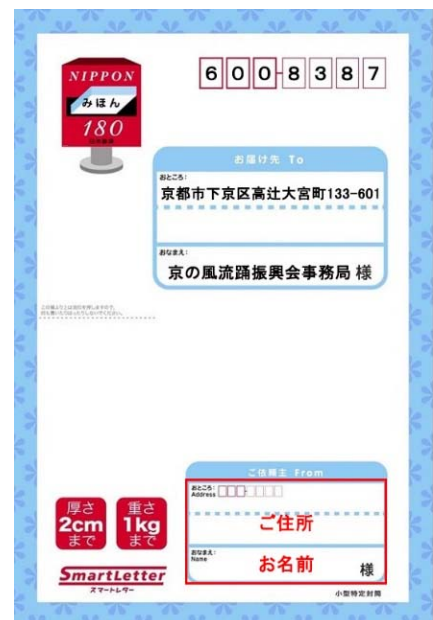 NIPPON
みほん
180
600-8387
お届け先 To
おところ:
京都市下京区高辻大宮町133-601
おなまえ:
京の風流踊振興会事務局 様
ご依頼主 From
おところ:
Address
ご住所
おなまえ:
Name
お名前
様
厚さ
2cm
まで
重さ
1kg
まで
SmartLetter
スマートレター
小型特定封筒